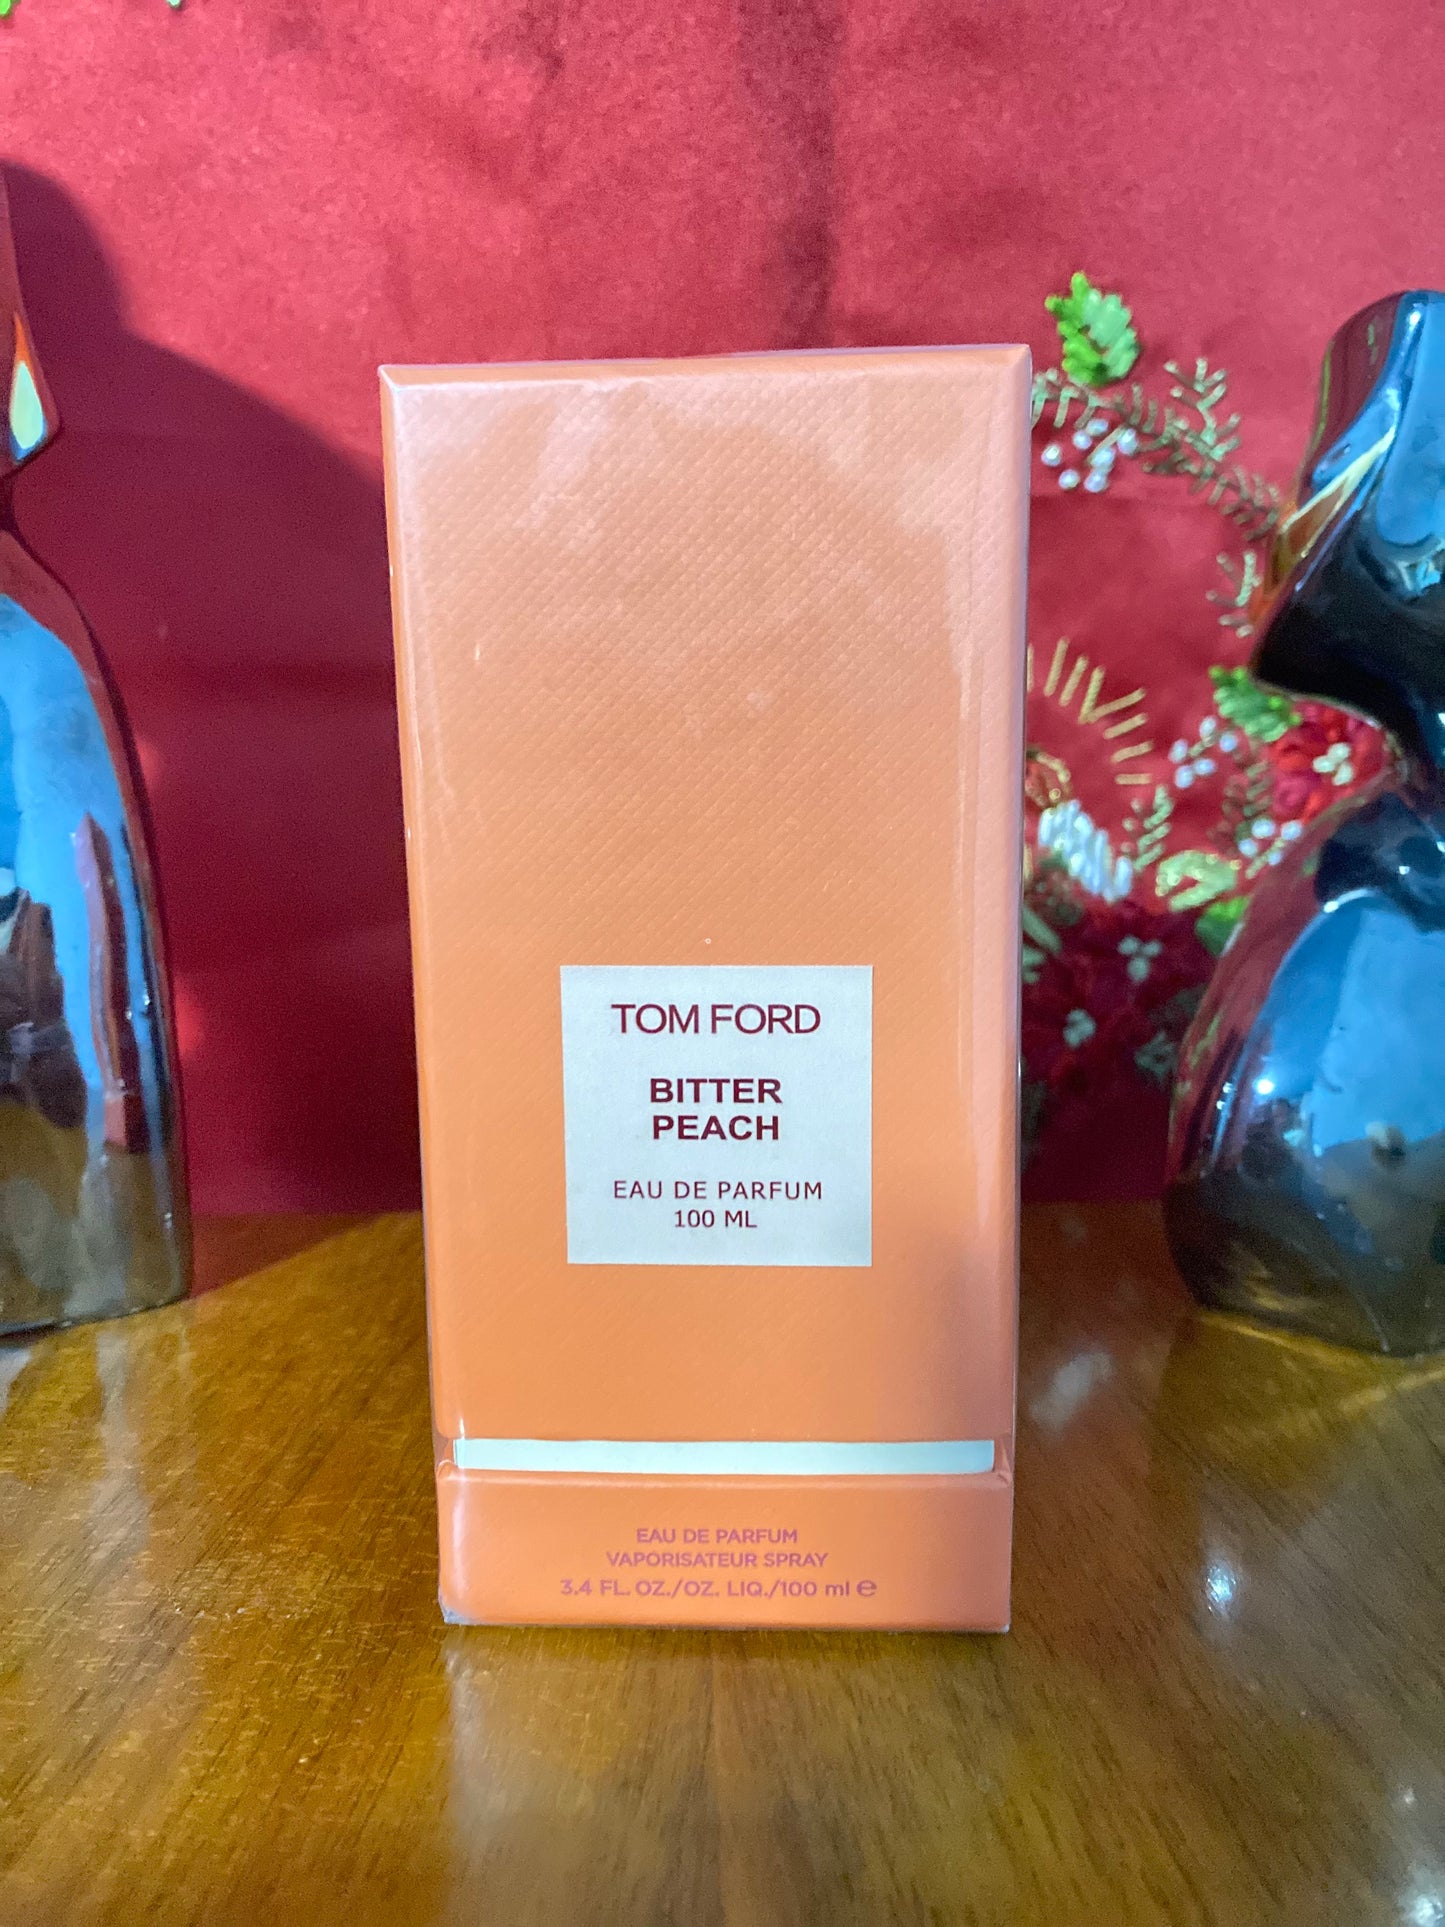 TOM FORD
BITTER
PEACH
EAU DE PARFUM
100 ML
EAU DE PARFUM
VAPORISATEUR SPRAY
3.4 FL. OZ./OZ. LIQ./100 ml ℮